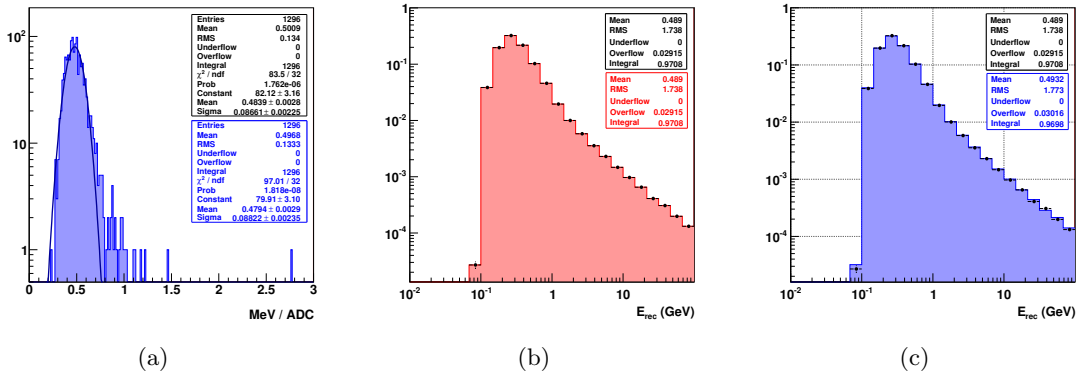 Entries 1296
Mean 0.5009
RMS 0.134
Underflow 0
Overflow 0
Integral 1296
χ² / ndf 83.5 / 32
Prob 1.762e-06
Constant 82.12 ± 3.16
Mean 0.4839 ± 0.0028
Sigma 0.08661 ± 0.00225
Entries 1296
Mean 0.4968
RMS 0.1333
Underflow 0
Overflow 0
Integral 1296
χ² / ndf 97.01 / 32
Prob 1.818e-08
Constant 79.91 ± 3.10
Mean 0.4794 ± 0.0029
Sigma 0.08822 ± 0.00235
10²
10
1
0 0.5 1 1.5 2 2.5 3
MeV / ADC
(a)
Mean 0.489
RMS 1.738
Underflow 0
Overflow 0.02915
Integral 0.9708
Mean 0.489
RMS 1.738
Underflow 0
Overflow 0.02915
Integral 0.9708
1
10⁻¹
10⁻²
10⁻³
10⁻⁴
10⁻² 10⁻¹ 1 10
E_rec (GeV)
(b)
Mean 0.489
RMS 1.738
Underflow 0
Overflow 0.02915
Integral 0.9708
Mean 0.4932
RMS 1.773
Underflow 0
Overflow 0.03016
Integral 0.9698
1
10⁻¹
10⁻²
10⁻³
10⁻⁴
10⁻² 10⁻¹ 1 10
E_rec (GeV)
(c)